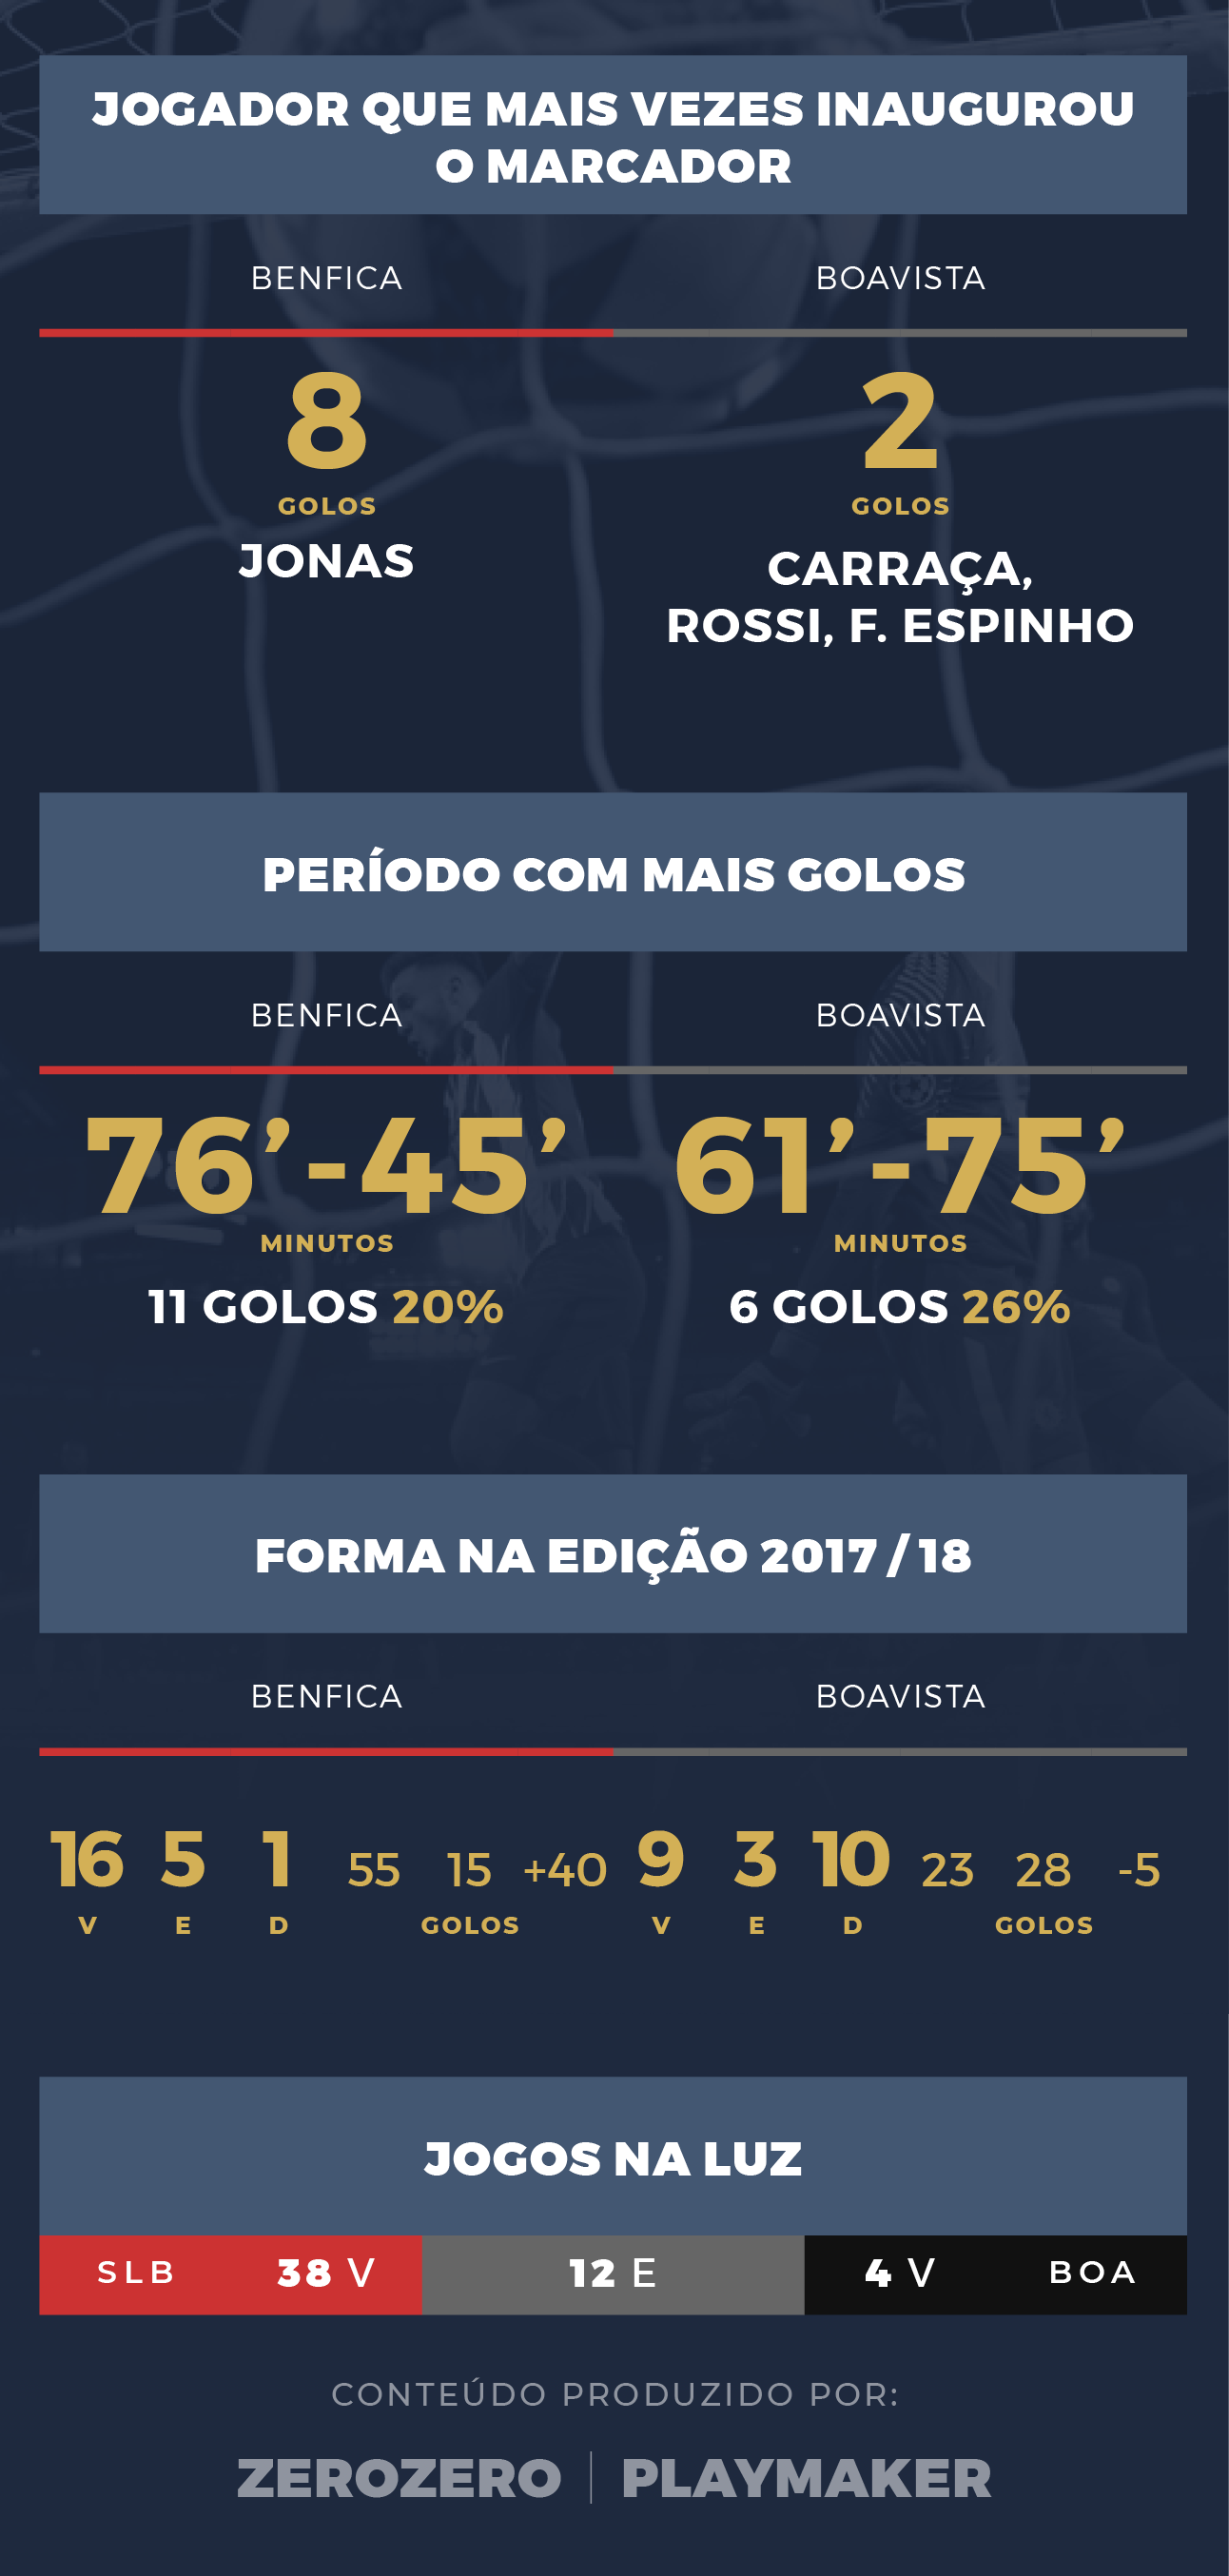 JOGADOR QUE MAIS VEZES INAUGUROU
O MARCADOR
BENFICA
BOAVISTA
8
GOLOS
JONAS
2
GOLOS
CARRAÇA,
ROSSI, F. ESPINHO
PERÍODO COM MAIS GOLOS
BENFICA
BOAVISTA
76’-45’
MINUTOS
11 GOLOS 20%
61’-75’
MINUTOS
6 GOLOS 26%
FORMA NA EDIÇÃO 2017/18
BENFICA
BOAVISTA
16 5 1 55 15 +40
V E D GOLOS
9 3 10 23 28 -5
V E D GOLOS
JOGOS NA LUZ
SLB 38 V 12 E 4 V BOA
CONTEÚDO PRODUZIDO POR:
ZEROZERO | PLAYMAKER